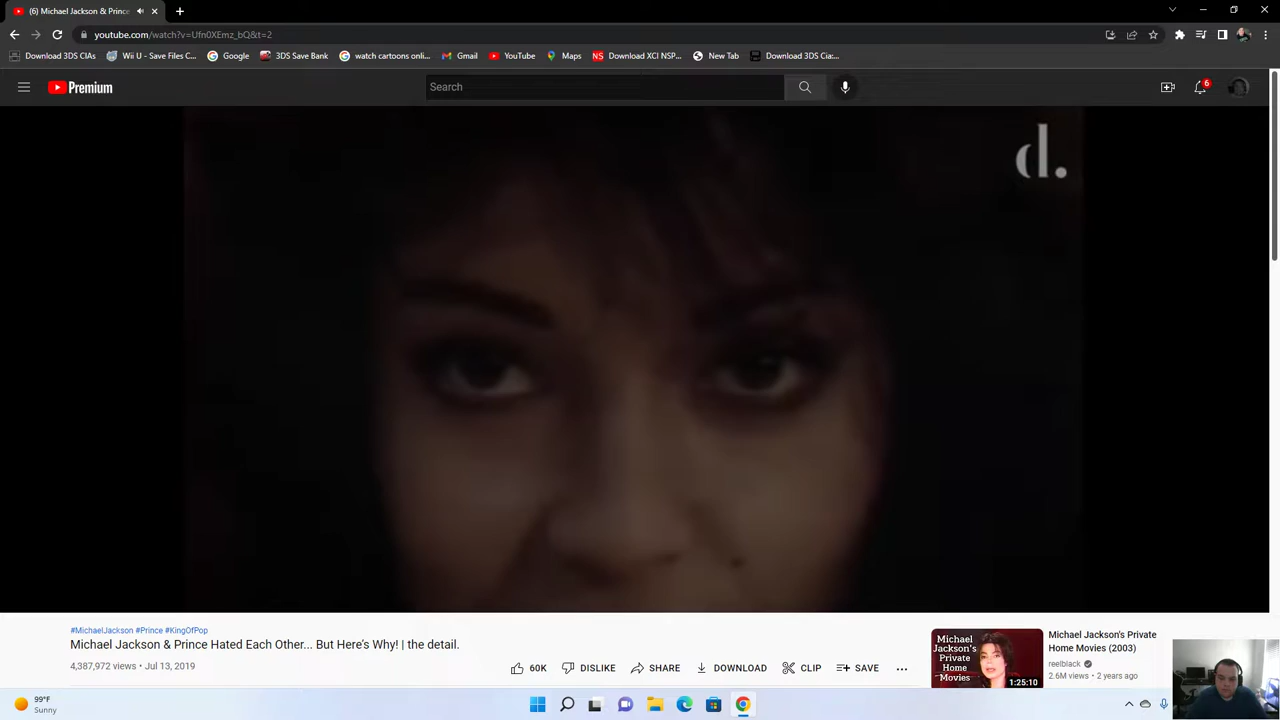 (6) Michael Jackson & Prince
youtube.com/watch?v=Ufn0XEmz_bQ&t=2
Download 3DS CIAs
Wii U - Save Files C...
Google
3DS Save Bank
watch cartoons onli...
Gmail
YouTube
Maps
NS
Download XCI NSP...
New Tab
Download 3DS Cia:...
Premium
Search
6
d.
#MichaelJackson #Prince #KingOfPop
Michael Jackson & Prince Hated Each Other... But Here's Why! | the detail.
4,387,972 views • Jul 13, 2019
60K
DISLIKE
SHARE
DOWNLOAD
CLIP
SAVE
Michael
Jackson's
Private
Home
Movies
1:25:10
Michael Jackson's Private
Home Movies (2003)
reelblack
2.6M views • 2 years ago
99°F
Sunny